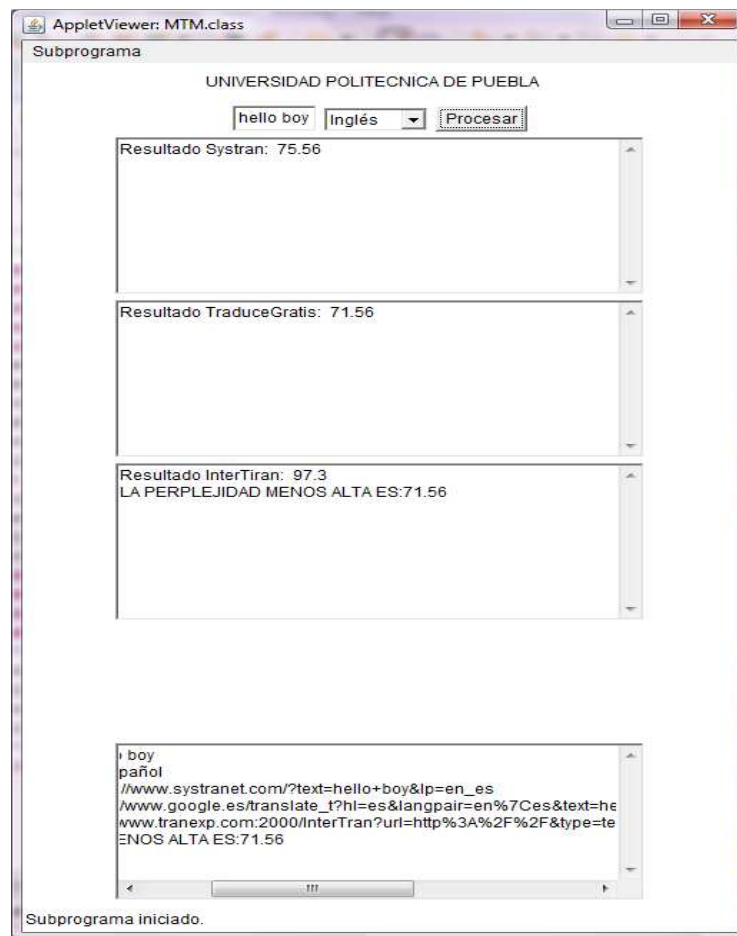 AppletViewer: MTM.class
Subprograma
UNIVERSIDAD POLITECNICA DE PUEBLA
hello boy Inglés Procesar
Resultado Systran: 75.56
Resultado TraduceGratis: 71.56
Resultado InterTiran: 97.3
LA PERPLEJIDAD MENOS ALTA ES:71.56
boy
pañol
//www.systranet.com/?text=hello+boy&lp=en_es
/www.google.es/translate_t?hl=es&langpair=en%7Ces&text=he
www.tranexp.com:2000/InterTran?url=http%3A%2F%2F&type=te
ENOS ALTA ES:71.56
Subprograma iniciado.